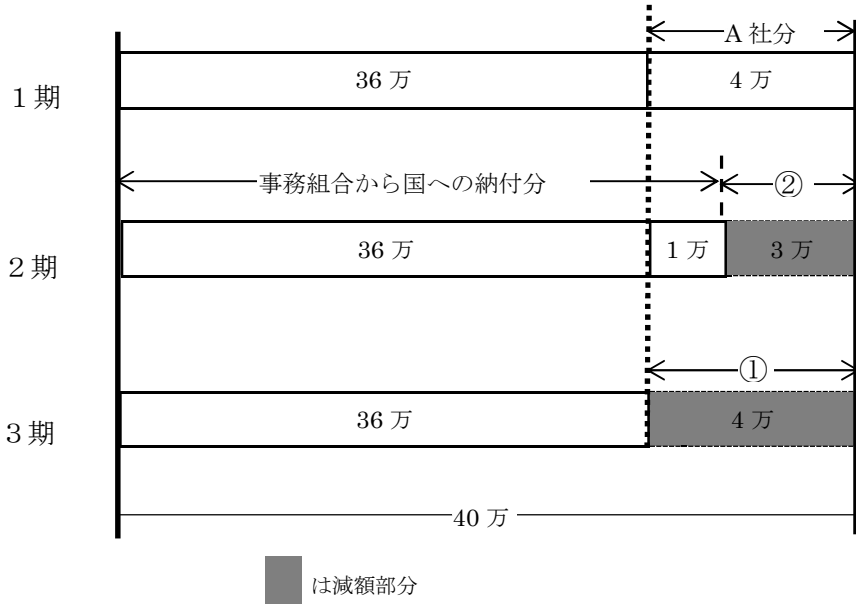 A 社分
１期
36 万
4 万
事務組合から国への納付分
②
２期
36 万
1 万
3 万
①
３期
36 万
4 万
40 万
は減額部分